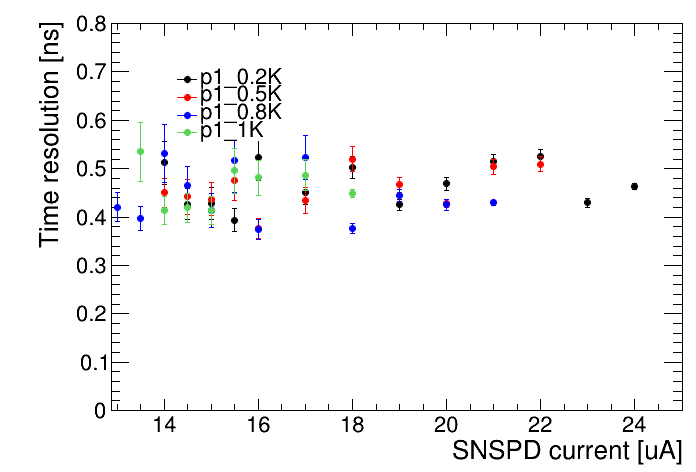 Time resolution [ns]
0.8
0.7
0.6
0.5
0.4
0.3
0.2
0.1
0
p1_0.2K
p1_0.5K
p1_0.8K
p1_1K
14 16 18 20 22 24
SNSPD current [uA]